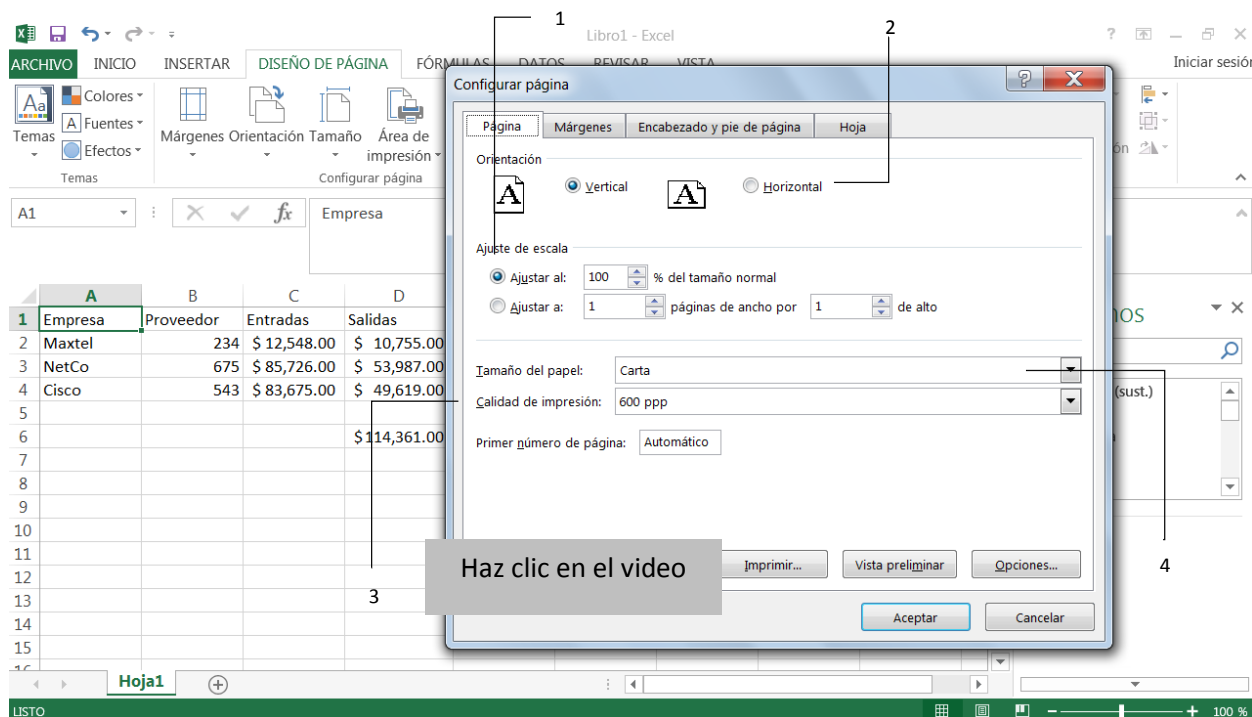 1
2
Libro1 - Excel
ARCHIVO INICIO INSERTAR DISEÑO DE PÁGINA FÓRMULAS DATOS REVISAR VISTA Iniciar sesión
Temas
Colores
Fuentes
Efectos
Temas
Márgenes Orientación Tamaño Área de impresión
Configurar página
A1 fx Empresa
A B C D
1 Empresa Proveedor Entradas Salidas
2 Maxtel 234 $ 12,548.00 $ 10,755.00
3 NetCo 675 $ 85,726.00 $ 53,987.00
4 Cisco 543 $ 83,675.00 $ 49,619.00
5
6 $114,361.00
7
8
9
10
11
12
13
14
15
Configurar página
Página Márgenes Encabezado y pie de página Hoja
Orientación
A Vertical A Horizontal
Ajuste de escala
Ajustar al: 100 % del tamaño normal
Ajustar a: 1 páginas de ancho por 1 de alto
Tamaño del papel: Carta
Calidad de impresión: 600 ppp
Primer número de página: Automático
Imprimir... Vista preliminar Opciones...
Aceptar Cancelar
Haz clic en el video
3
4
(sust.)
Hoja1
LISTO 100 %